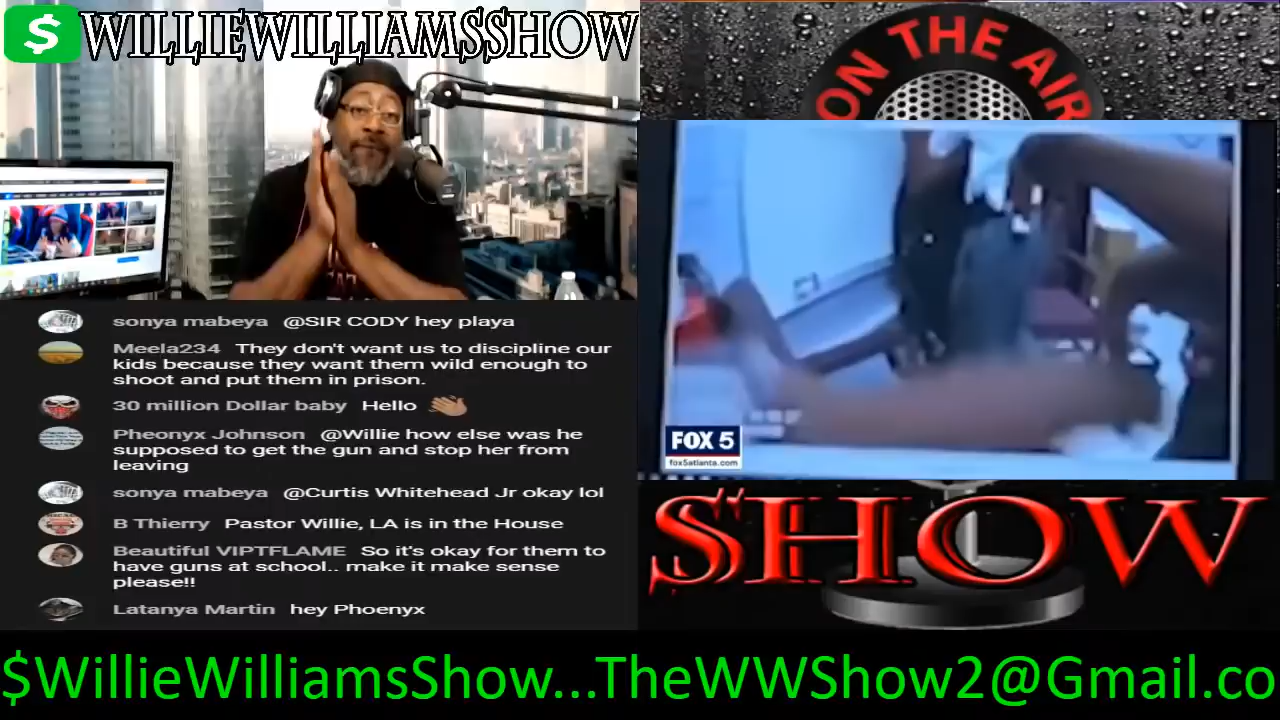 $ WILLIEWILLIAMSSHOW
ON THE AIR
sonya mabeya @SIR CODY hey playa
Meela234 They don't want us to discipline our
kids because they want them wild enough to
shoot and put them in prison.
30 million Dollar baby Hello 👋🏽
Pheonyx Johnson @Willie how else was he
supposed to get the gun and stop her from
leaving
sonya mabeya @Curtis Whitehead Jr okay lol
B Thierry Pastor Willie, LA is in the House
Beautiful VIPTFLAME So it's okay for them to
have guns at school.. make it make sense
please!!
Latanya Martin hey Phoenyx
FOX 5
fox5atlanta.com
SHOW
$WillieWilliamsShow...TheWWShow2@Gmail.co